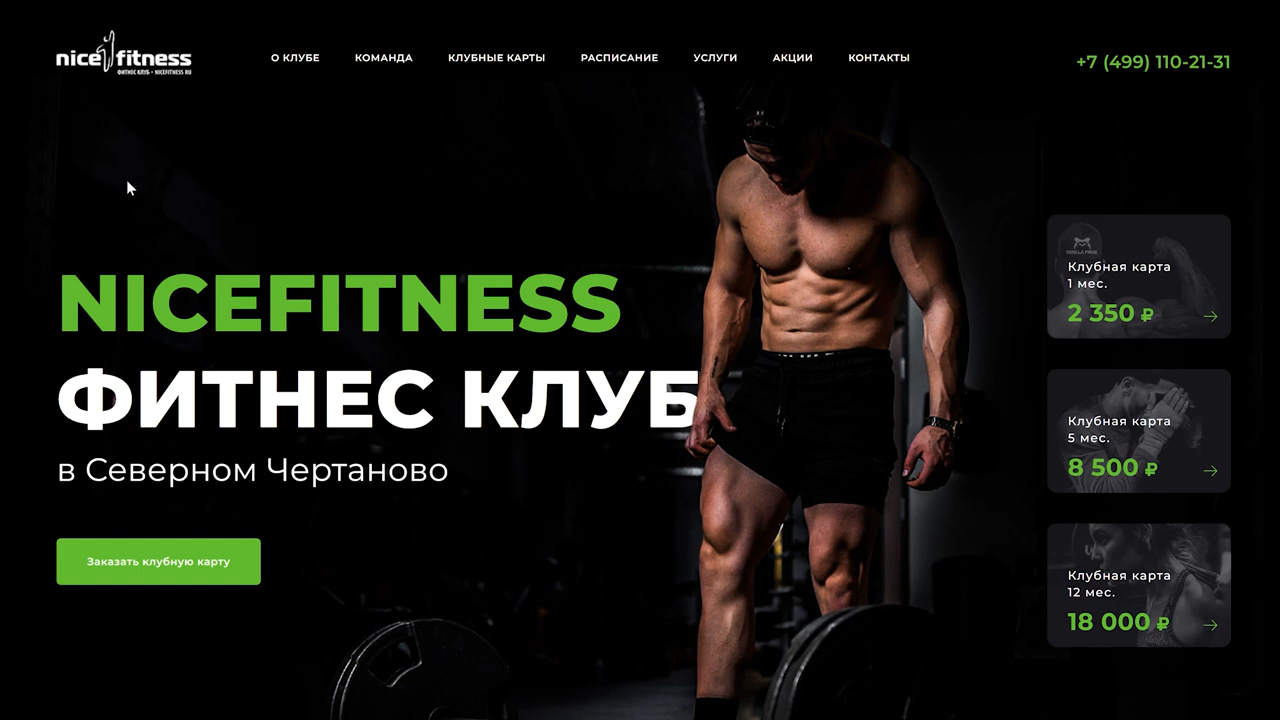 nice fitness
ФИТНЕС КЛУБ • NICEFITNESS RU
О КЛУБЕ
КОМАНДА
КЛУБНЫЕ КАРТЫ
РАСПИСАНИЕ
УСЛУГИ
АКЦИИ
КОНТАКТЫ
+7 (499) 110-21-31
NICEFITNESS
ФИТНЕС КЛУБ
в Северном Чертаново
Заказать клубную карту
GORILLA PRIDE
Клубная карта
1 мес.
2 350 ₽
Клубная карта
5 мес.
8 500 ₽
Клубная карта
12 мес.
18 000 ₽